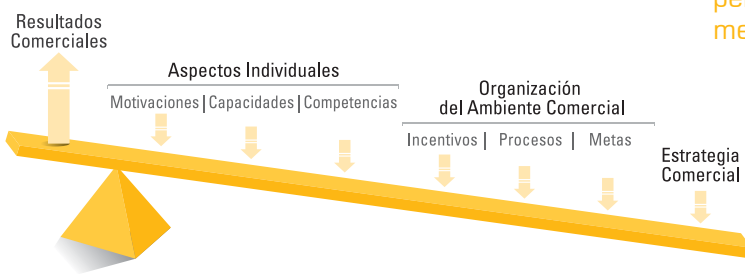 Resultados
Comerciales
Aspectos Individuales
Motivaciones | Capacidades | Competencias
Organización
del Ambiente Comercial
Incentivos | Procesos | Metas
Estrategia
Comercial